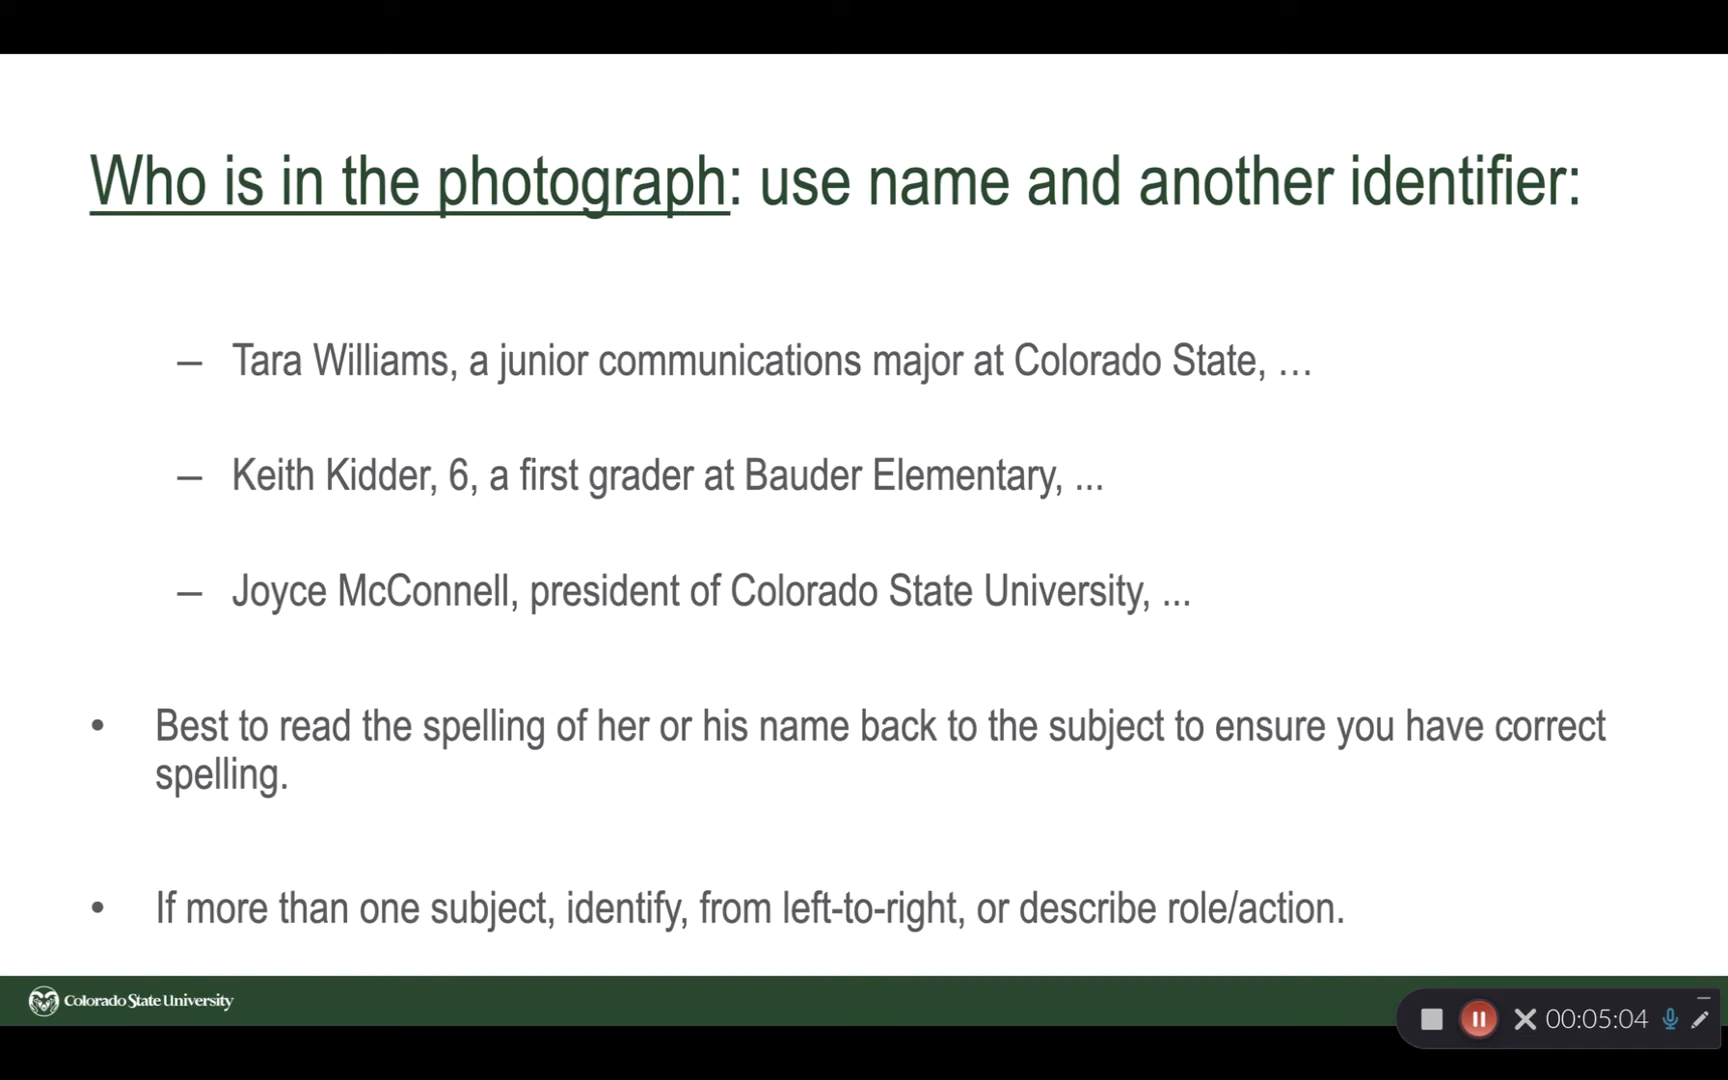 Who is in the photograph: use name and another identifier:
– Tara Williams, a junior communications major at Colorado State, …
– Keith Kidder, 6, a first grader at Bauder Elementary, ...
– Joyce McConnell, president of Colorado State University, ...
• Best to read the spelling of her or his name back to the subject to ensure you have correct
spelling.
• If more than one subject, identify, from left-to-right, or describe role/action.
Colorado State University
00:05:04